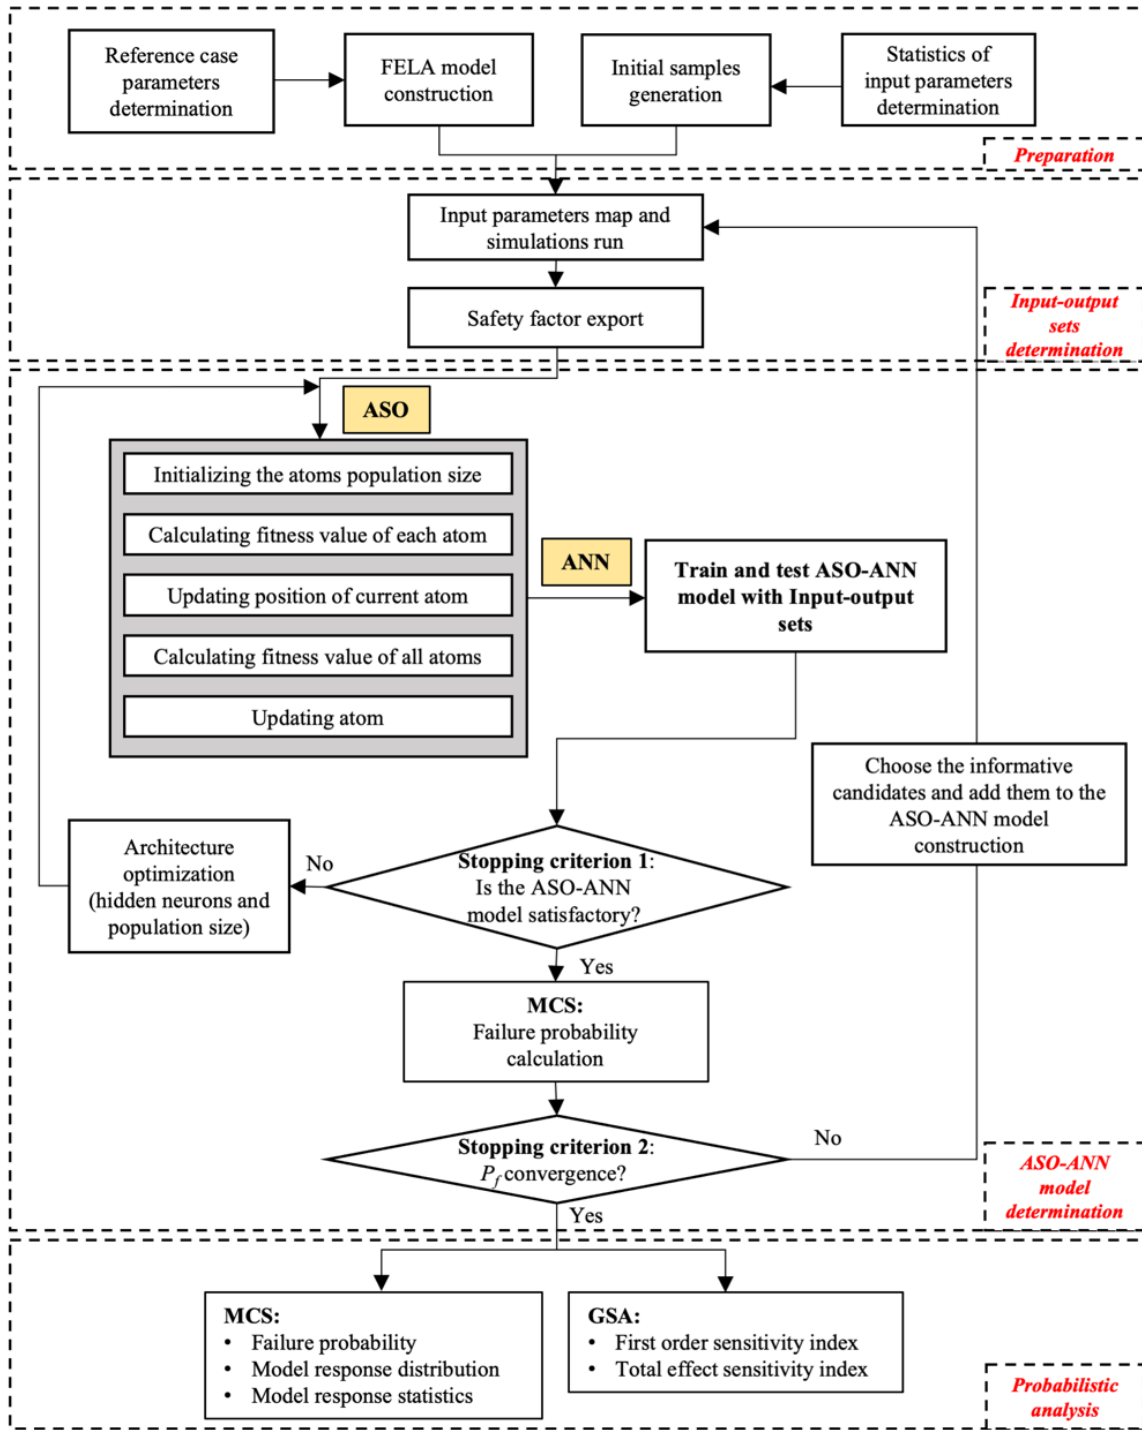 Reference case
parameters
determination
FELA model
construction
Initial samples
generation
Statistics of
input parameters
determination
Preparation
Input parameters map and
simulations run
Safety factor export
Input-output
sets
determination
ASO
Initializing the atoms population size
Calculating fitness value of each atom
Updating position of current atom
Calculating fitness value of all atoms
Updating atom
ANN
Train and test ASO-ANN
model with Input-output
sets
Choose the informative
candidates and add them to the
ASO-ANN model
construction
Architecture
optimization
(hidden neurons and
population size)
No
Stopping criterion 1:
Is the ASO-ANN
model satisfactory?
Yes
MCS:
Failure probability
calculation
Stopping criterion 2:
P_f convergence?
No
Yes
ASO-ANN
model
determination
MCS:
• Failure probability
• Model response distribution
• Model response statistics
GSA:
• First order sensitivity index
• Total effect sensitivity index
Probabilistic
analysis